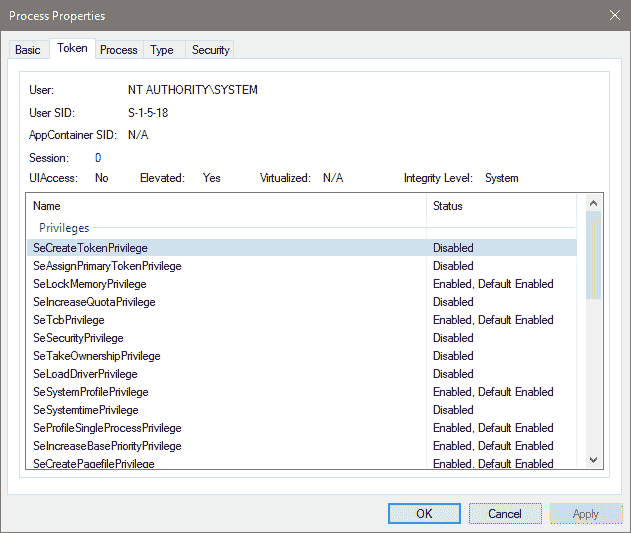 Process Properties
Basic Token Process Type Security
User: NT AUTHORITY\SYSTEM
User SID: S-1-5-18
AppContainer SID: N/A
Session: 0
UIAccess: No Elevated: Yes Virtualized: N/A Integrity Level: System
Name Status
Privileges
SeCreateTokenPrivilege Disabled
SeAssignPrimaryTokenPrivilege Disabled
SeLockMemoryPrivilege Enabled, Default Enabled
SeIncreaseQuotaPrivilege Disabled
SeTcbPrivilege Enabled, Default Enabled
SeSecurityPrivilege Disabled
SeTakeOwnershipPrivilege Disabled
SeLoadDriverPrivilege Disabled
SeSystemProfilePrivilege Enabled, Default Enabled
SeSystemtimePrivilege Disabled
SeProfileSingleProcessPrivilege Enabled, Default Enabled
SeIncreaseBasePriorityPrivilege Enabled, Default Enabled
SeCreatePagefilePrivilege Enabled, Default Enabled
OK Cancel Apply